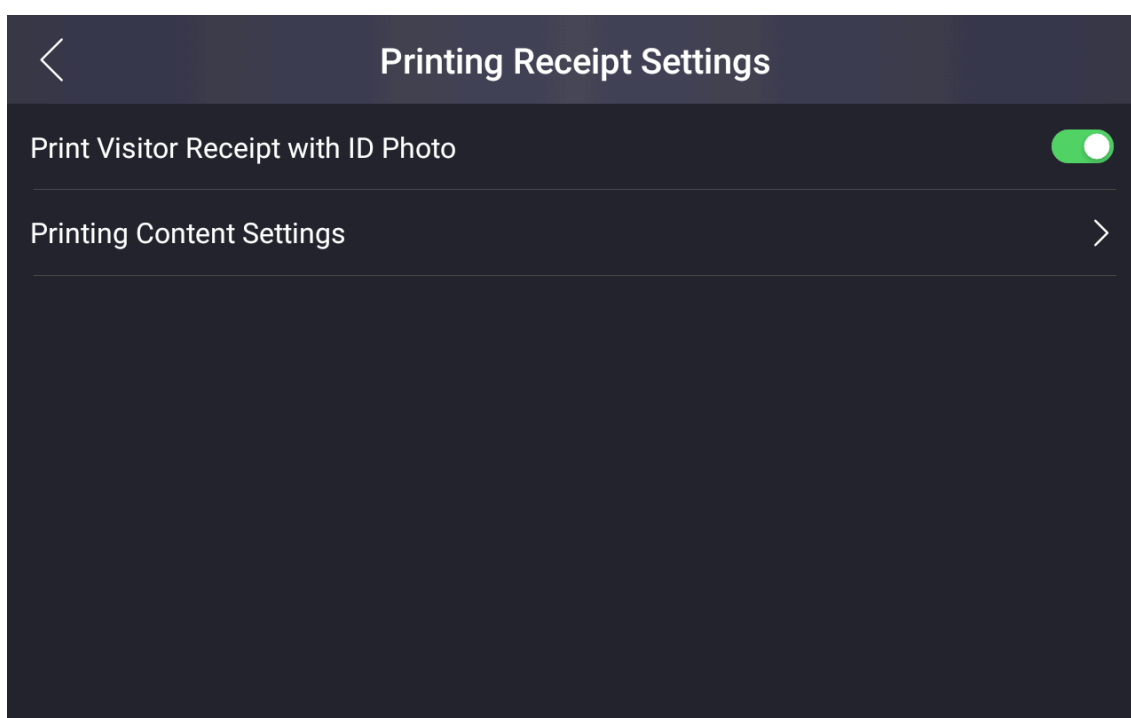 Printing Receipt Settings
Print Visitor Receipt with ID Photo
Printing Content Settings